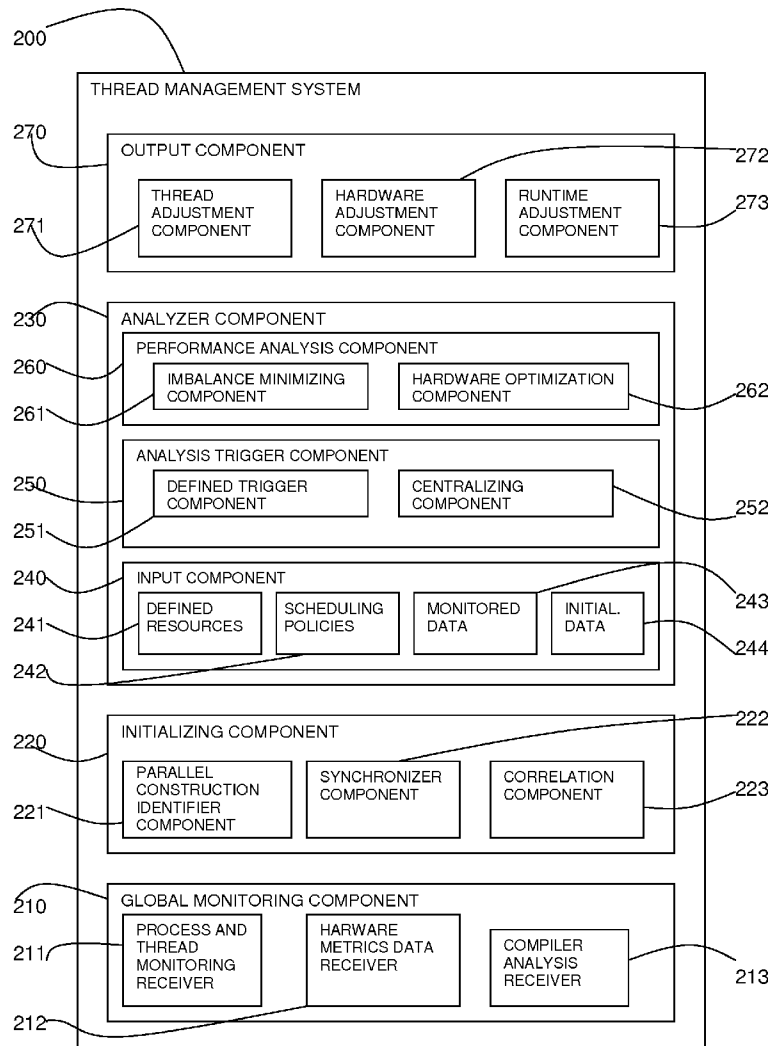 200
THREAD MANAGEMENT SYSTEM
270
OUTPUT COMPONENT
272
THREAD
ADJUSTMENT
COMPONENT
HARDWARE
ADJUSTMENT
COMPONENT
RUNTIME
ADJUSTMENT
COMPONENT
271
273
230
ANALYZER COMPONENT
260
PERFORMANCE ANALYSIS COMPONENT
IMBALANCE MINIMIZING
COMPONENT
HARDWARE OPTIMIZATION
COMPONENT
261
262
ANALYSIS TRIGGER COMPONENT
250
DEFINED TRIGGER
COMPONENT
CENTRALIZING
COMPONENT
251
252
240
INPUT COMPONENT
243
DEFINED
RESOURCES
SCHEDULING
POLICIES
MONITORED
DATA
INITIAL.
DATA
241
242
244
220
INITIALIZING COMPONENT
222
PARALLEL
CONSTRUCTION
IDENTIFIER
COMPONENT
SYNCHRONIZER
COMPONENT
CORRELATION
COMPONENT
221
223
210
GLOBAL MONITORING COMPONENT
PROCESS AND
THREAD
MONITORING
RECEIVER
HARWARE
METRICS DATA
RECEIVER
COMPILER
ANALYSIS
RECEIVER
211
213
212